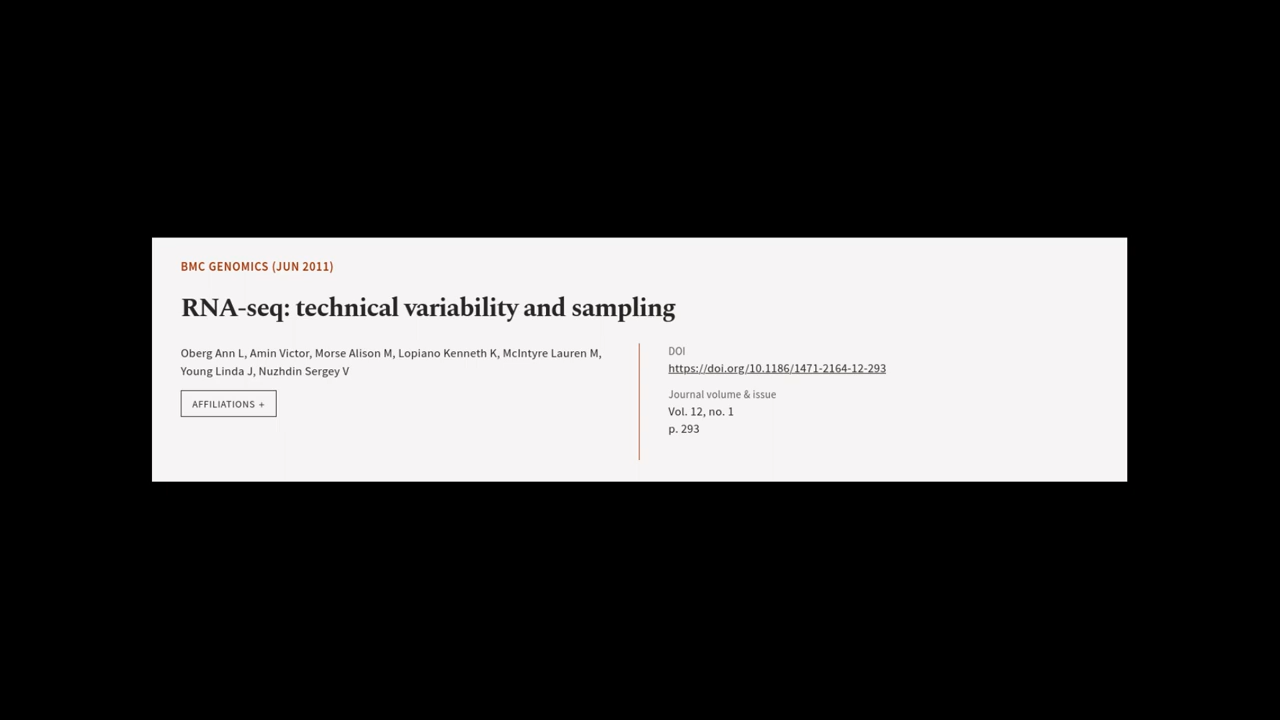 BMC GENOMICS (JUN 2011)
RNA-seq: technical variability and sampling
Oberg Ann L, Amin Victor, Morse Alison M, Lopiano Kenneth K, McIntyre Lauren M,
Young Linda J, Nuzhdin Sergey V
AFFILIATIONS +
DOI
https://doi.org/10.1186/1471-2164-12-293
Journal volume & issue
Vol. 12, no. 1
p. 293